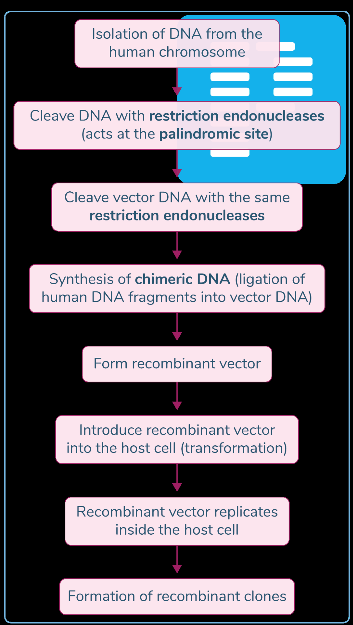 Isolation of DNA from the
human chromosome
Cleave DNA with restriction endonucleases
(acts at the palindromic site)
Cleave vector DNA with the same
restriction endonucleases
Synthesis of chimeric DNA (ligation of
human DNA fragments into vector DNA)
Form recombinant vector
Introduce recombinant vector
into the host cell (transformation)
Recombinant vector replicates
inside the host cell
Formation of recombinant clones